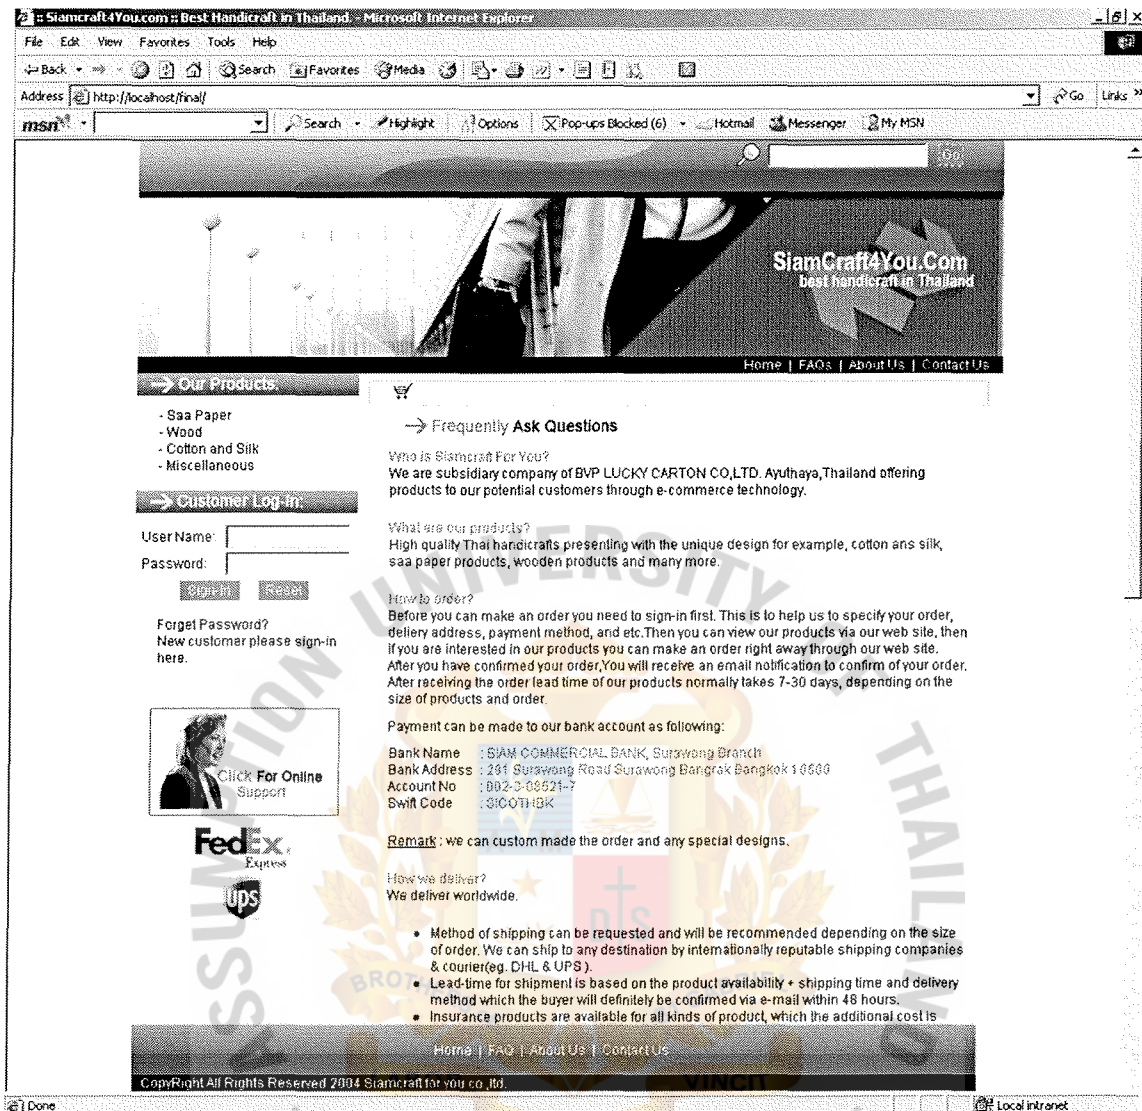 :: Siamcraft4You.com :: Best Handicraft in Thailand. - Microsoft Internet Explorer
File Edit View Favorites Tools Help
Back Search Favorites Media
Address http://localhost/final/ Go Links »
msn Search Highlight Options Pop-ups Blocked (6) Hotmail Messenger My MSN
Go
SiamCraft4You.Com
best handicraft in Thailand
Home | FAQs | About Us | Contact Us
Our Products.
- Saa Paper
- Wood
- Cotton and Silk
- Miscellaneous
Customer Log-In:
User Name:
Password:
Sign-in Reset
Forget Password?
New customer please sign-in
here.
Click For Online
Support
FedEx
Express
ups
Frequently Ask Questions
Who is Siamcraft For You?
We are subsidiary company of BVP LUCKY CARTON CO,LTD. Ayuthaya,Thailand offering
products to our potential customers through e-commerce technology.
What are our products?
High quality Thai handicrafts presenting with the unique design for example, cotton ans silk,
saa paper products, wooden products and many more.
How to order?
Before you can make an order you need to sign-in first. This is to help us to specify your order,
deliery address, payment method, and etc.Then you can view our products via our web site, then
if you are interested in our products you can make an order right away through our web site.
After you have confirmed your order,You will receive an email notification to confirm of your order.
After receiving the order lead time of our products normally takes 7-30 days, depending on the
size of products and order.
Payment can be made to our bank account as following:
Bank Name : SIAM COMMERCIAL BANK, Surawong Branch
Bank Address : Surawong Road Surawong Bangrak Bangkok
Account No
Swift Code
Remark : we can custom made the order and any special designs.
How we deliver?
We deliver worldwide.
• Method of shipping can be requested and will be recommended depending on the size
of order. We can ship to any destination by internationally reputable shipping companies
& courier(eg. DHL & UPS ).
• Lead-time for shipment is based on the product availability + shipping time and delivery
method which the buyer will definitely be confirmed via e-mail within 48 hours.
• Insurance products are available for all kinds of product, which the additional cost is
Home | FAQ | About Us | Contact Us
CopyRight All Rights Reserved 2004 Siamcraft for you co.,ltd.
Done Local intranet
ASSUMPTION UNIVERSITY OF THAILAND
DS
VINCIT